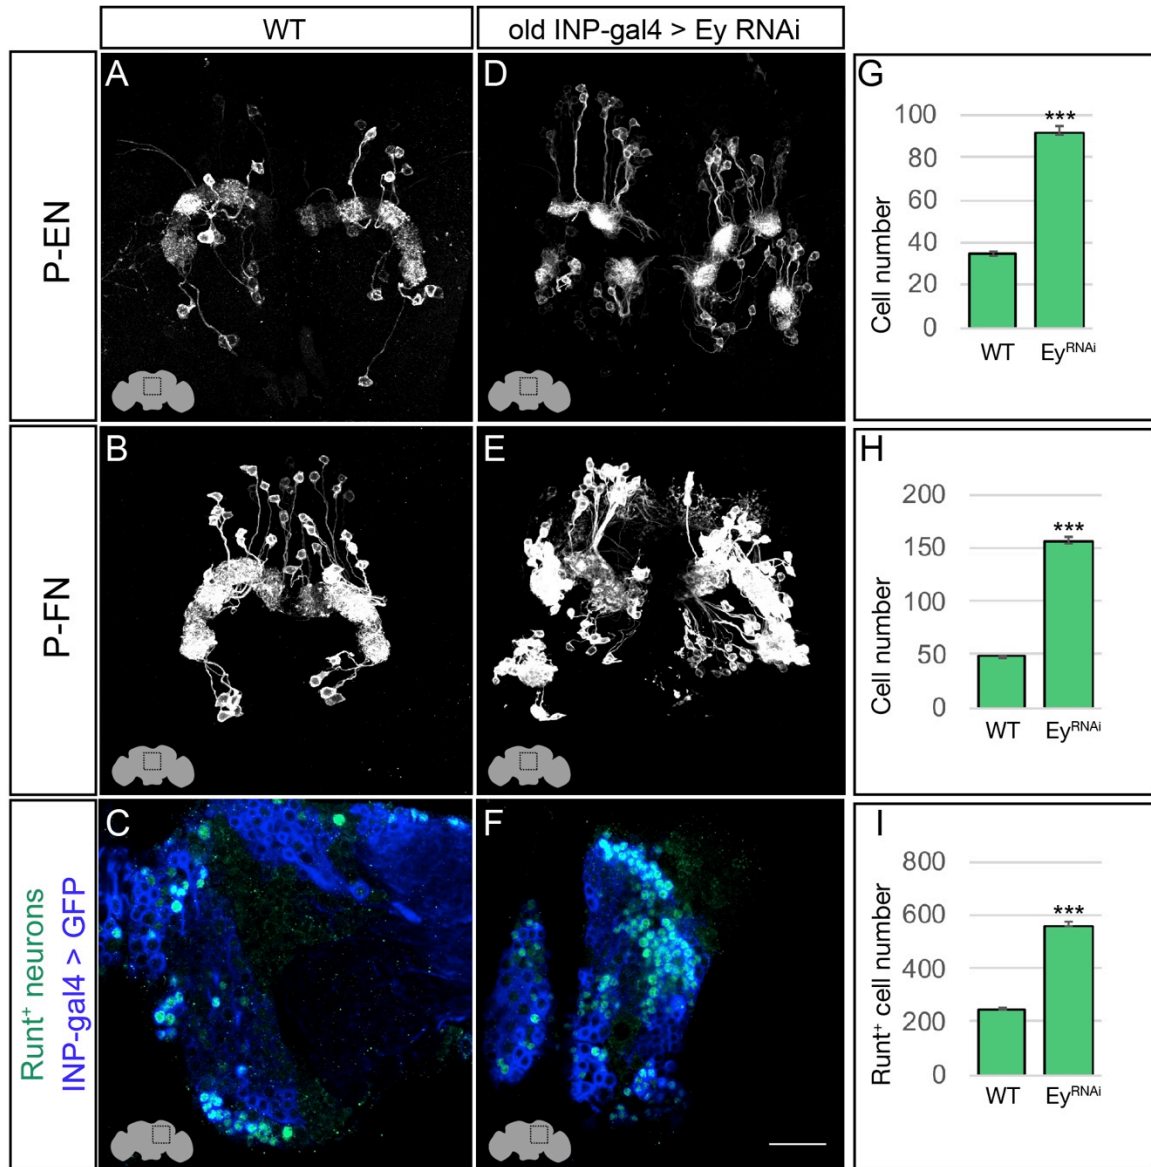 WT
old INP-gal4 > Ey RNAi
P-EN
A
D
G
Cell number
100
80
60
40
20
0
***
WT
Ey^RNAi
P-FN
B
E
H
Cell number
200
150
100
50
0
***
WT
Ey^RNAi
Runt⁺ neurons
INP-gal4 > GFP
C
F
I
Runt⁺ cell number
800
600
400
200
0
***
WT
Ey^RNAi